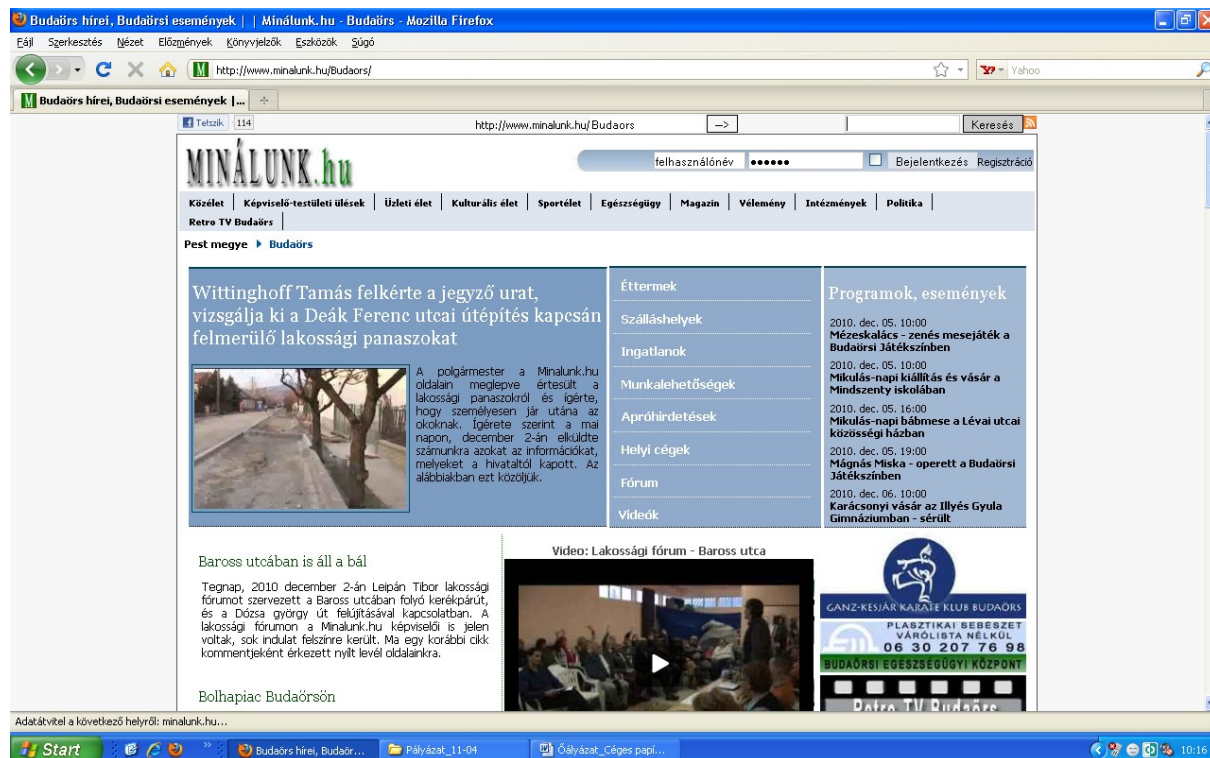 Budaörs hírei, Budaörsi események | | Minálunk.hu - Budaörs - Mozilla Firefox
Fájl Szerkesztés Nézet Előzmények Könyvjelzők Eszközök Súgó
http://www.minalunk.hu/Budaors/
Yahoo
Budaörs hírei, Budaörsi események |...
Tetszik 114 http://www.minalunk.hu/Budaors --> Keresés
MINÁLUNK.hu
felhasználónév •••••• Bejelentkezés Regisztráció
Közélet Képviselő-testületi ülések Üzleti élet Kulturális élet Sportélet Egészségügy Magazin Vélemény Intézmények Politika
Retro TV Budaörs
Pest megye Budaörs
Wittinghoff Tamás felkérte a jegyző urat,
vizsgálja ki a Deák Ferenc utcai útépítés kapcsán
felmerülő lakossági panaszokat
A polgármester a Minalunk.hu
oldalain meglepve értesült a
lakossági panaszokról és ígérte,
hogy személyesen jár utána az
okoknak. Ígérete szerint a mai
napon, december 2-án elküldte
számunkra azokat az információkat,
melyeket a hivataltól kapott. Az
alábbiakban ezt közöljük.
Éttermek
Szálláshelyek
Ingatlanok
Munkalehetőségek
Apróhirdetések
Helyi cégek
Fórum
Videók
Programok, események
2010. dec. 05. 10:00
Mézeskalács - zenés mesejáték a
Budaörsi Játékszínben
2010. dec. 05. 10:00
Mikulás-napi kiállítás és vásár a
Mindszenty iskolában
2010. dec. 05. 16:00
Mikulás-napi bábmese a Lévai utcai
közösségi házban
2010. dec. 05. 19:00
Mágnás Miska - operett a Budaörsi
Játékszínben
2010. dec. 06. 10:00
Karácsonyi vásár az Illyés Gyula
Gimnáziumban - sérült
Baross utcában is áll a bál
Tegnap, 2010 december 2-án Leipán Tibor lakossági
fórumot szervezett a Baross utcában folyó kerékpárút,
és a Dózsa györgy út felújításával kapcsolatban. A
lakossági fórumon a Minalunk.hu képviselői is jelen
voltak, sok indulat felszínre került. Ma egy korábbi cikk
kommentjeként érkezett nyílt levél oldalainkra.
Bolhapiac Budaörsön
Video: Lakossági fórum - Baross utca
GANZ-KESJÁR KARATE KLUB BUDAÖRS
PLASZTIKAI SEBÉSZET
VÁRÓLISTA NÉLKÜL
06 30 207 76 98
BUDAÖRSI EGÉSZSÉGÜGYI KÖZPONT
Retro TV Budaörs
Adatátvitel a következő helyről: minalunk.hu...
Start Budaörs hírei, Budaör... Pályázat_11-04 Őályázat_Céges papí... 10:16